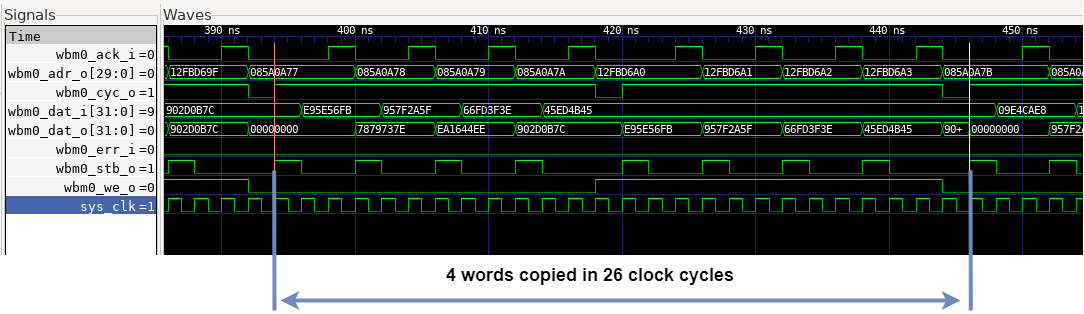 Signals
Waves
Time
390 ns 400 ns 410 ns 420 ns 430 ns 440 ns 450 ns
wbm0_ack_i=0
wbm0_adr_o[29:0]=0 12FBD69F 085A0A77 085A0A78 085A0A79 085A0A7A 12FBD6A0 12FBD6A1 12FBD6A2 12FBD6A3 085A0A7B 085A0
wbm0_cyc_o=1
wbm0_dat_i[31:0]=9 902D0B7C E95E56FB 957F2A5F 66FD3F3E 45ED4B45 09E4CAE8 1
wbm0_dat_o[31:0]=0 902D0B7C 00000000 7879737E EA1644EE 902D0B7C E95E56FB 957F2A5F 66FD3F3E 45ED4B45 90+ 00000000 957F2
wbm0_err_i=0
wbm0_stb_o=1
wbm0_we_o=0
sys_clk=1
4 words copied in 26 clock cycles